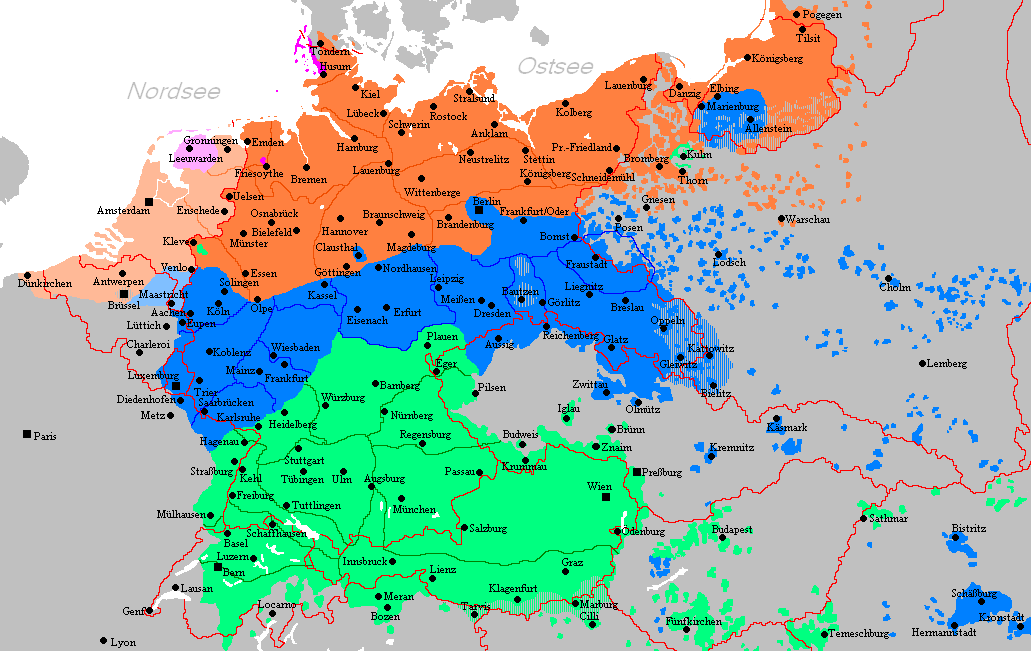 Pogegen
Tilsit
Tondern
Husum
Königsberg
Ostsee
Nordsee
Kiel
Stralsund
Lauenburg
Danzig
Elbing
Marienburg
Lübeck
Rostock
Kolberg
Schwerin
Anklam
Allenstein
Gronningen
Emden
Hamburg
Leeuwarden
Friesoythe
Bremen
Lauenburg
Neustrelitz
Stettin
Pr.-Friedland
Bromberg
Kulm
Königsberg
Schneidemühl
Thorn
Wittenberge
Uelsen
Berlin
Gnesen
Amsterdam
Enschede
Osnabrück
Braunschweig
Frankfurt/Oder
Posen
Warschau
Bielefeld
Hannover
Brandenburg
Münster
Magdeburg
Bomst
Kleve
Clausthal
Fraustadt
Lodsch
Venlo
Essen
Göttingen
Nordhausen
Leipzig
Cholm
Dünkirchen
Antwerpen
Solingen
Kassel
Liegnitz
Maastricht
Bautzen
Brüssel
Meißen
Görlitz
Breslau
Aachen
Köln
Olpe
Eisenach
Erfurt
Dresden
Lüttich
Eupen
Oppeln
Charleroi
Plauen
Aussig
Reichenberg
Glatz
Koblenz
Wiesbaden
Kattowitz
Gleiwitz
Lemberg
Luxemburg
Mainz
Frankfurt
Eger
Trier
Bamberg
Pilsen
Zwittau
Bielitz
Diedenhofen
Saarbrücken
Würzburg
Metz
Karlsruhe
Heidelberg
Nürnberg
Iglau
Olmütz
Käsmark
Paris
Hagenau
Regensburg
Budweis
Brünn
Znaim
Kremnitz
Stuttgart
Straßburg
Kehl
Tübingen
Ulm
Augsburg
Passau
Krummau
Preßburg
Wien
Freiburg
Tuttlingen
München
Mülhausen
Schaffhausen
Salzburg
Ödenburg
Budapest
Sathmar
Basel
Bistritz
Luzern
Bern
Innsbruck
Lienz
Graz
Lausan
Meran
Klagenfurt
Schäßburg
Genf
Locarno
Bozen
Tarvis
Marburg
Cilli
Fünfkirchen
Kronstadt
Hermannstadt
Temeschburg
Lyon